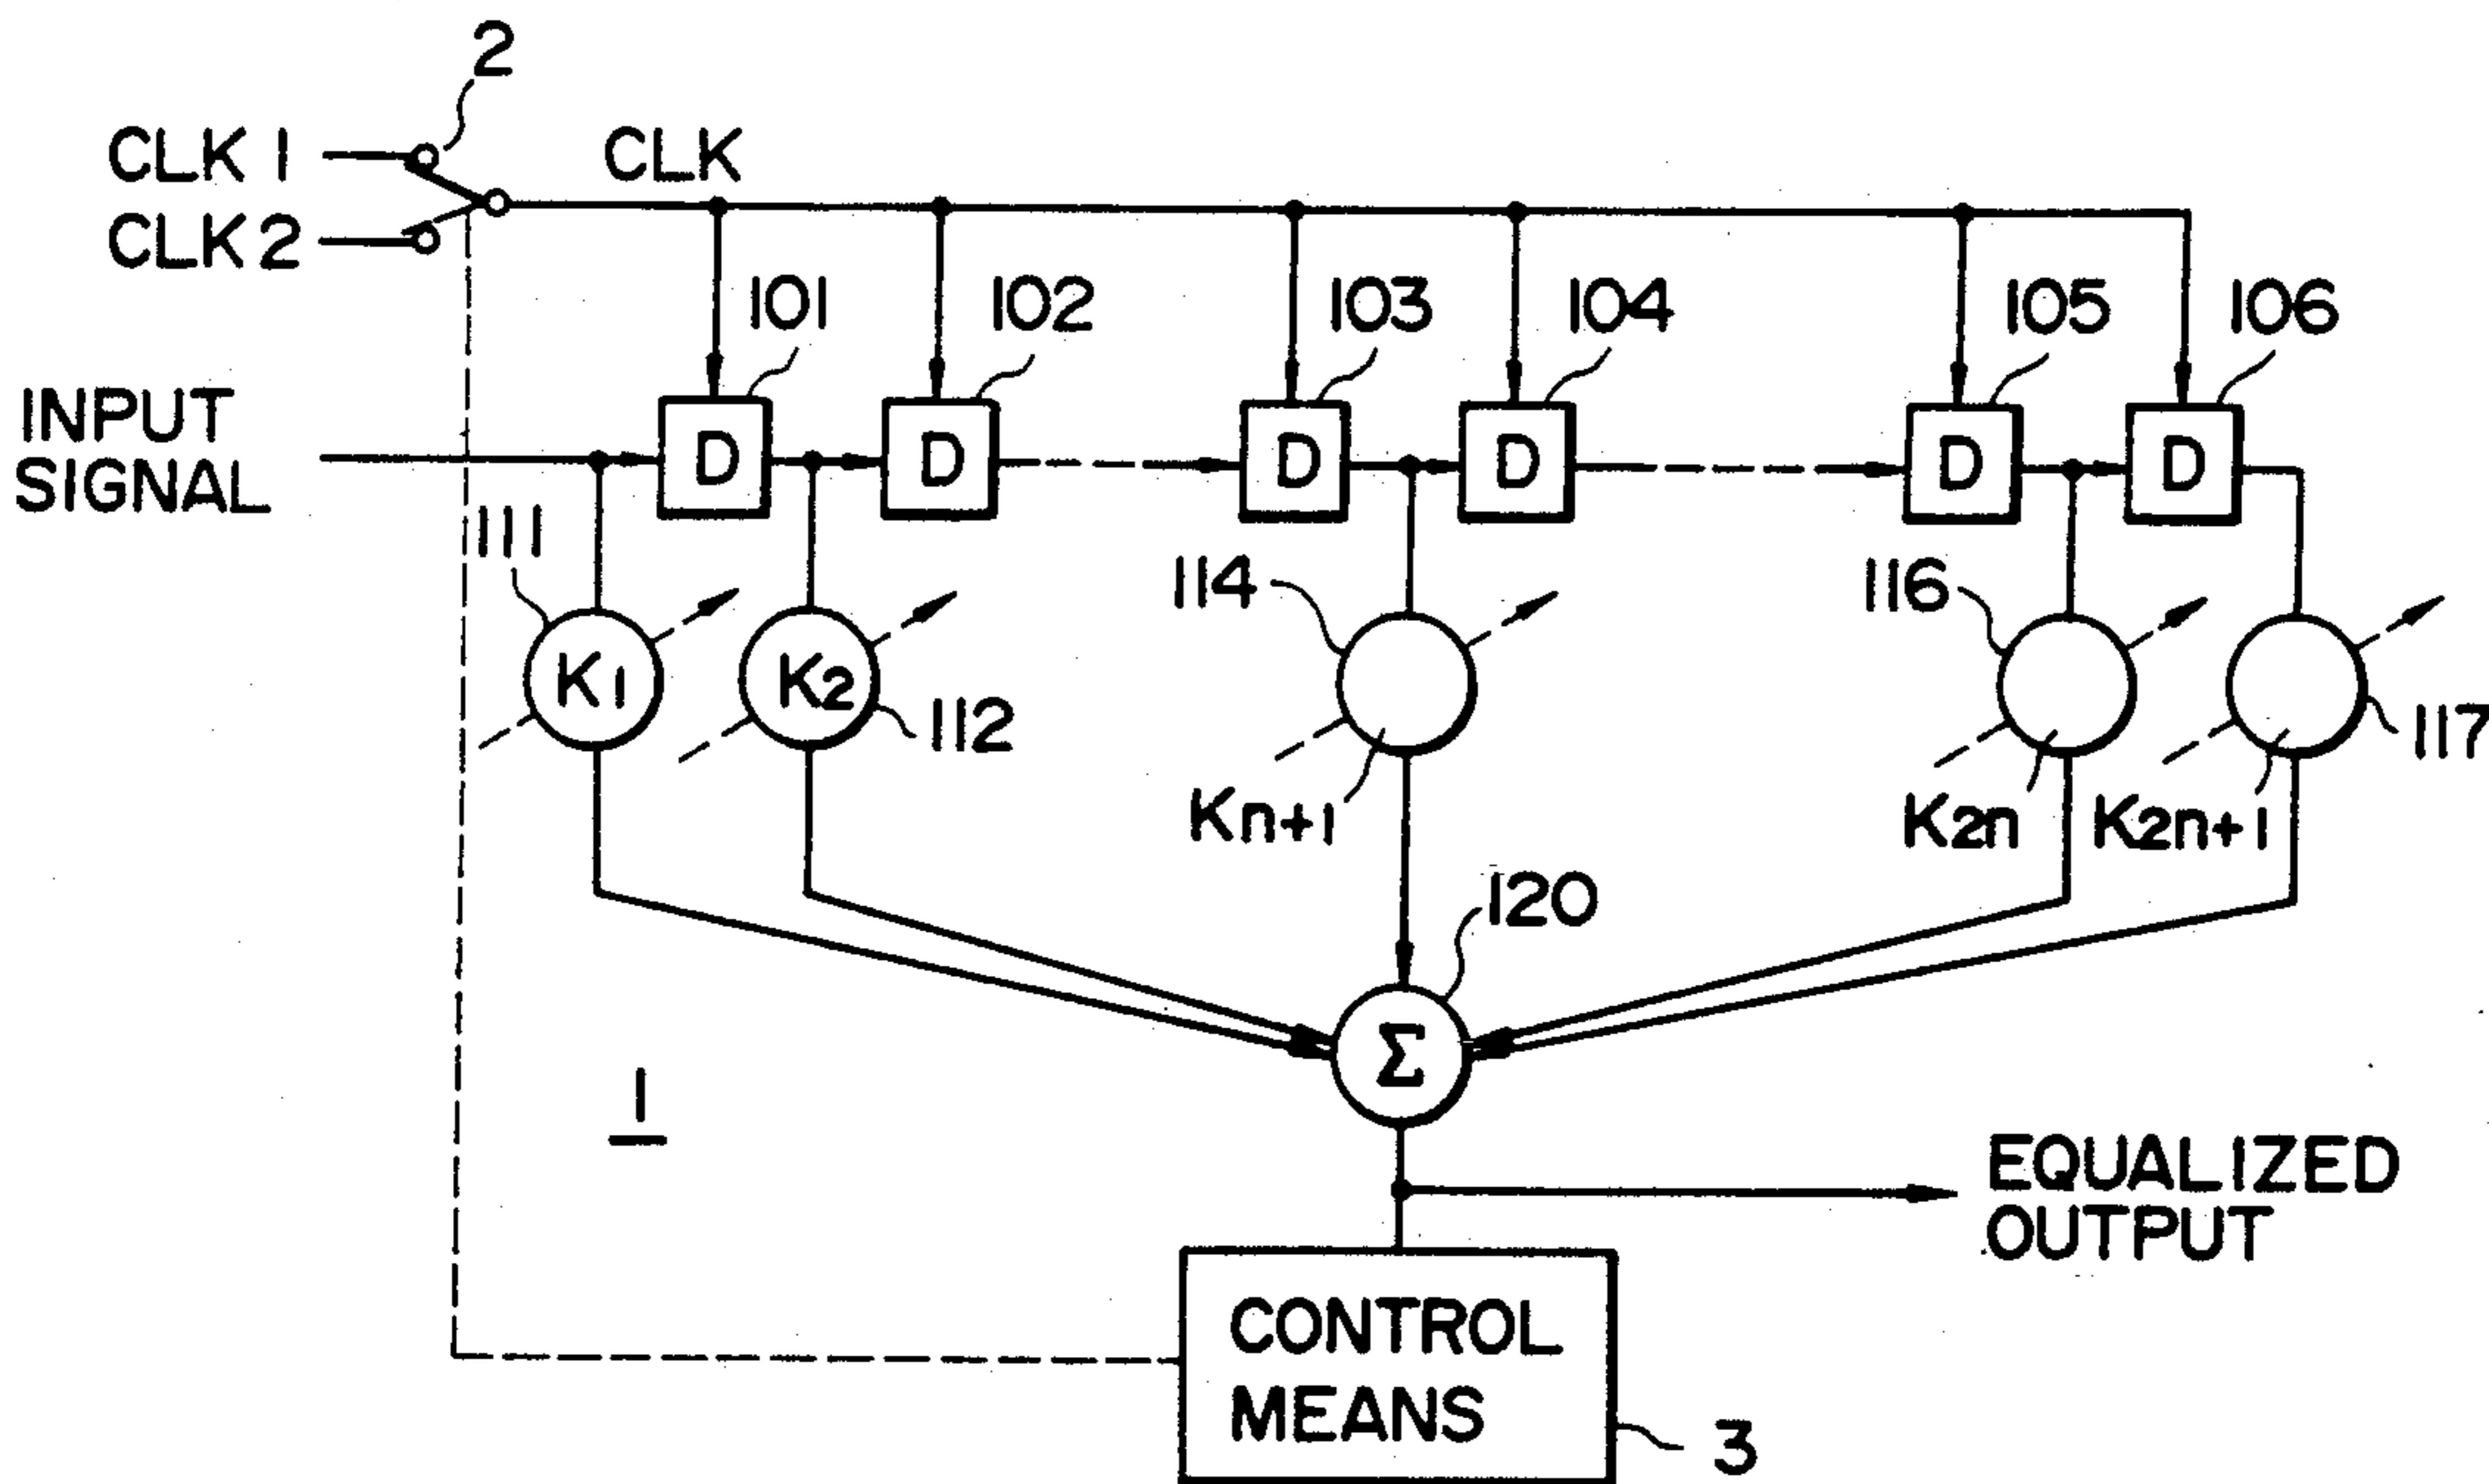 2
CLK 1
CLK
CLK 2
101
102
103
104
105
106
INPUT
SIGNAL
D
D
D
D
D
D
111
114
116
K1
K2
112
117
Kn+1
K2n
K2n+1
120
Σ
1
EQUALIZED
OUTPUT
CONTROL
MEANS
3